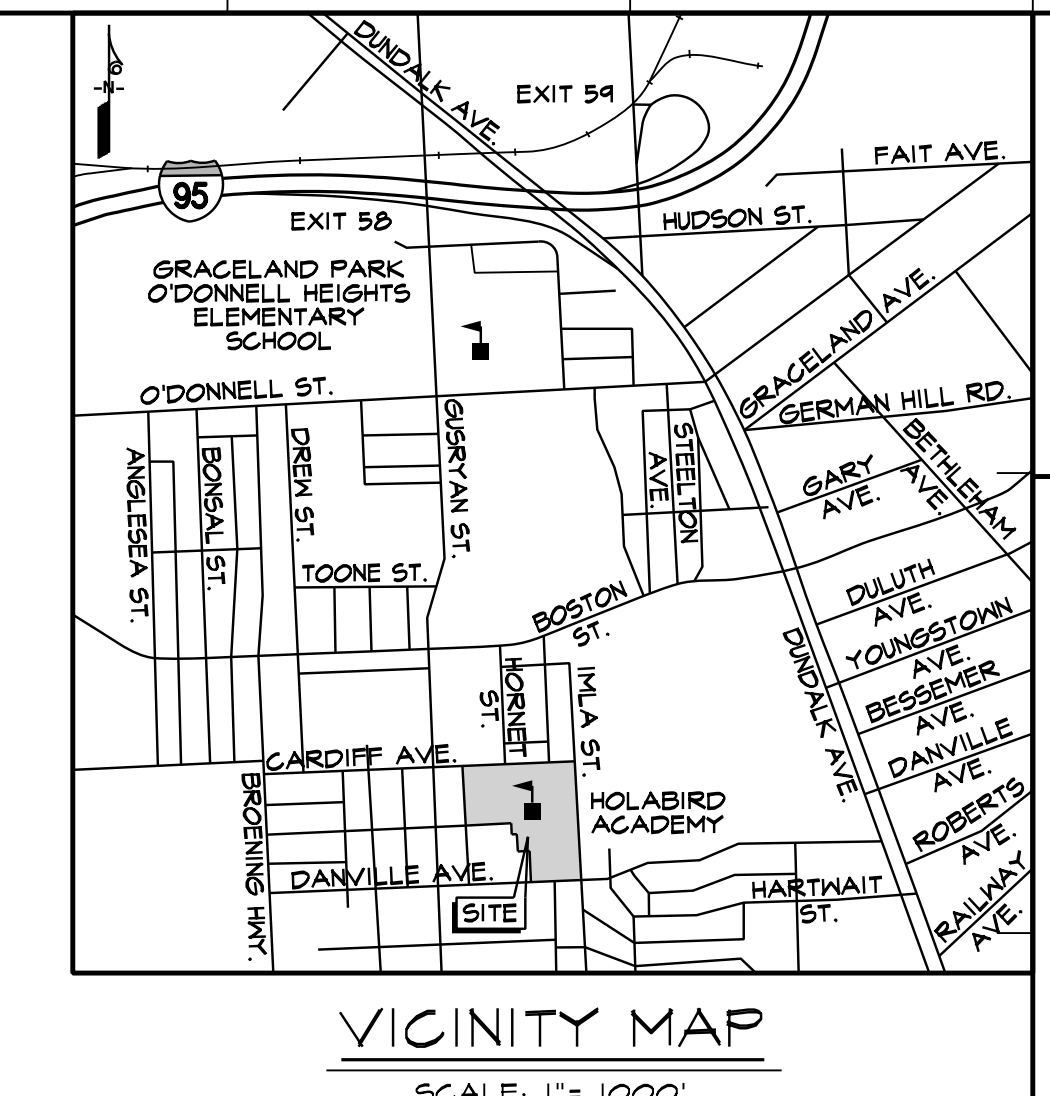 DUNDALK AVE.
EXIT 59
-N-
FAIT AVE.
95
EXIT 58
HUDSON ST.
GRACELAND PARK
O'DONNELL HEIGHTS
ELEMENTARY
SCHOOL
GRACELAND AVE.
O'DONNELL ST.
GERMAN HILL RD.
ANGLESEA ST.
BONSAL ST.
DREW ST.
GUSRYAN ST.
STEELTON
AVE.
GARY
AVE.
BETHLEHAM
AVE.
TOONE ST.
BOSTON
ST.
DULUTH
AVE.
YOUNGSTOWN
AVE.
BESSEMER
AVE.
DANVILLE
AVE.
ROBERTS
AVE.
RAILWAY
AVE.
DUNDALK AVE.
HORNET
ST.
IMLA ST.
CARDIFF AVE.
BROENING HWY.
HOLABIRD
ACADEMY
DANVILLE AVE.
HARTWAIT
ST.
SITE
VICINITY MAP
SCALE: 1"= 1000'